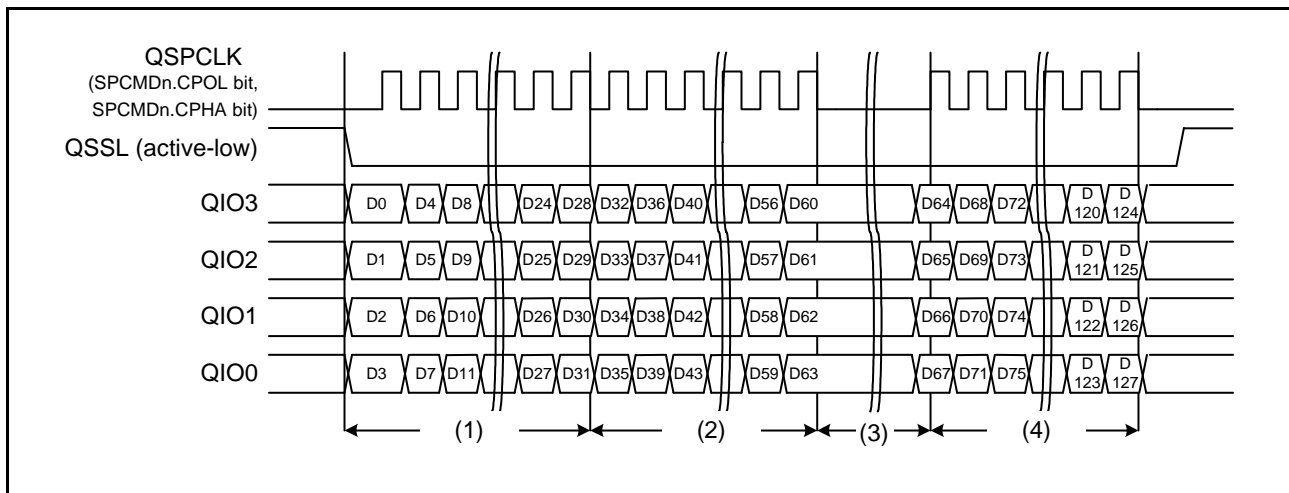 QSPCLK
(SPCMDn.CPOL bit,
SPCMDn.CPHA bit)
QSSL (active-low)
QIO3 D0 D4 D8 D24 D28 D32 D36 D40 D56 D60 D64 D68 D72 D 120 D 124
QIO2 D1 D5 D9 D25 D29 D33 D37 D41 D57 D61 D65 D69 D73 D 121 D 125
QIO1 D2 D6 D10 D26 D30 D34 D38 D42 D58 D62 D66 D70 D74 D 122 D 126
QIO0 D3 D7 D11 D27 D31 D35 D39 D43 D59 D63 D67 D71 D75 D 123 D 127
(1) (2) (3) (4)